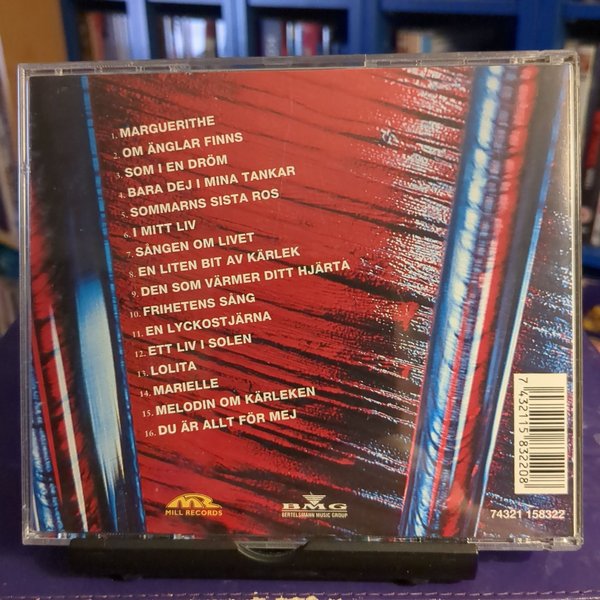 1. MARGUERITHE
2. OM ÄNGLAR FINNS
3. SOM I EN DRÖM
4. BARA DEJ I MINA TANKAR
5. SOMMARNS SISTA ROS
6. I MITT LIV
7. SÅNGEN OM LIVET
8. EN LITEN BIT AV KÄRLEK
9. DEN SOM VÄRMER DITT HJÄRTA
10. FRIHETENS SÅNG
11. EN LYCKOSTJÄRNA
12. ETT LIV I SOLEN
13. LOLITA
14. MARIELLE
15. MELODIN OM KÄRLEKEN
16. DU ÄR ALLT FÖR MEJ
7 432115 832208
MR
MILL RECORDS
BMG
BERTELSMANN MUSIC GROUP
74321 158322